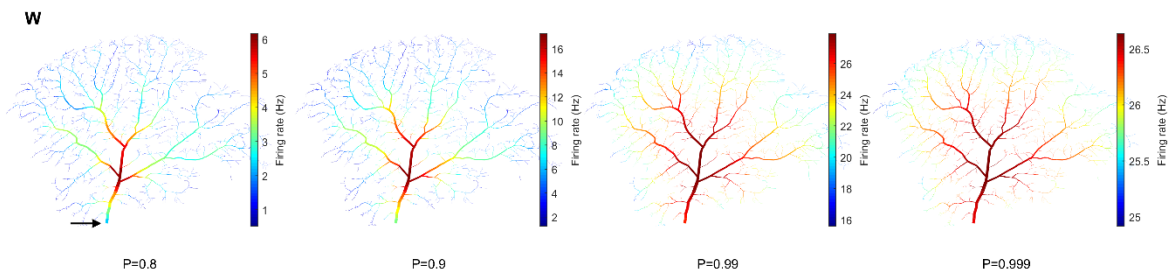 W
6
5
4
3
2
1
Firing rate (Hz)
P=0.8
16
14
12
10
8
6
4
2
Firing rate (Hz)
P=0.9
26
24
22
20
18
16
Firing rate (Hz)
P=0.99
26.5
26
25.5
25
Firing rate (Hz)
P=0.999